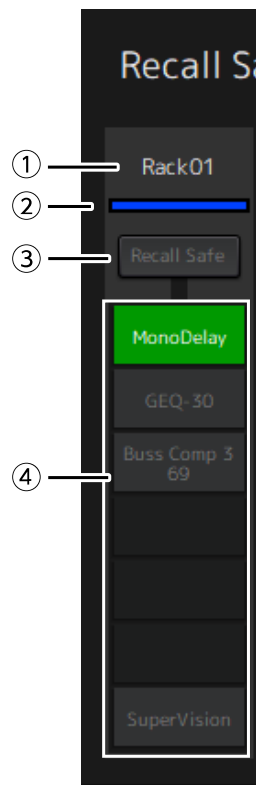 Recall Sa
① Rack01
②
③ Recall Safe
MonoDelay
GEQ-30
Buss Comp 3
69
④
SuperVision